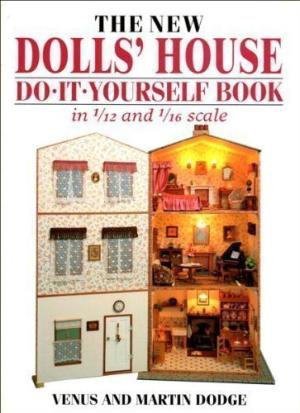 THE NEW
DOLLS' HOUSE
DO·IT·YOURSELF BOOK
in 1/12 and 1/16 scale
VENUS AND MARTIN DODGE